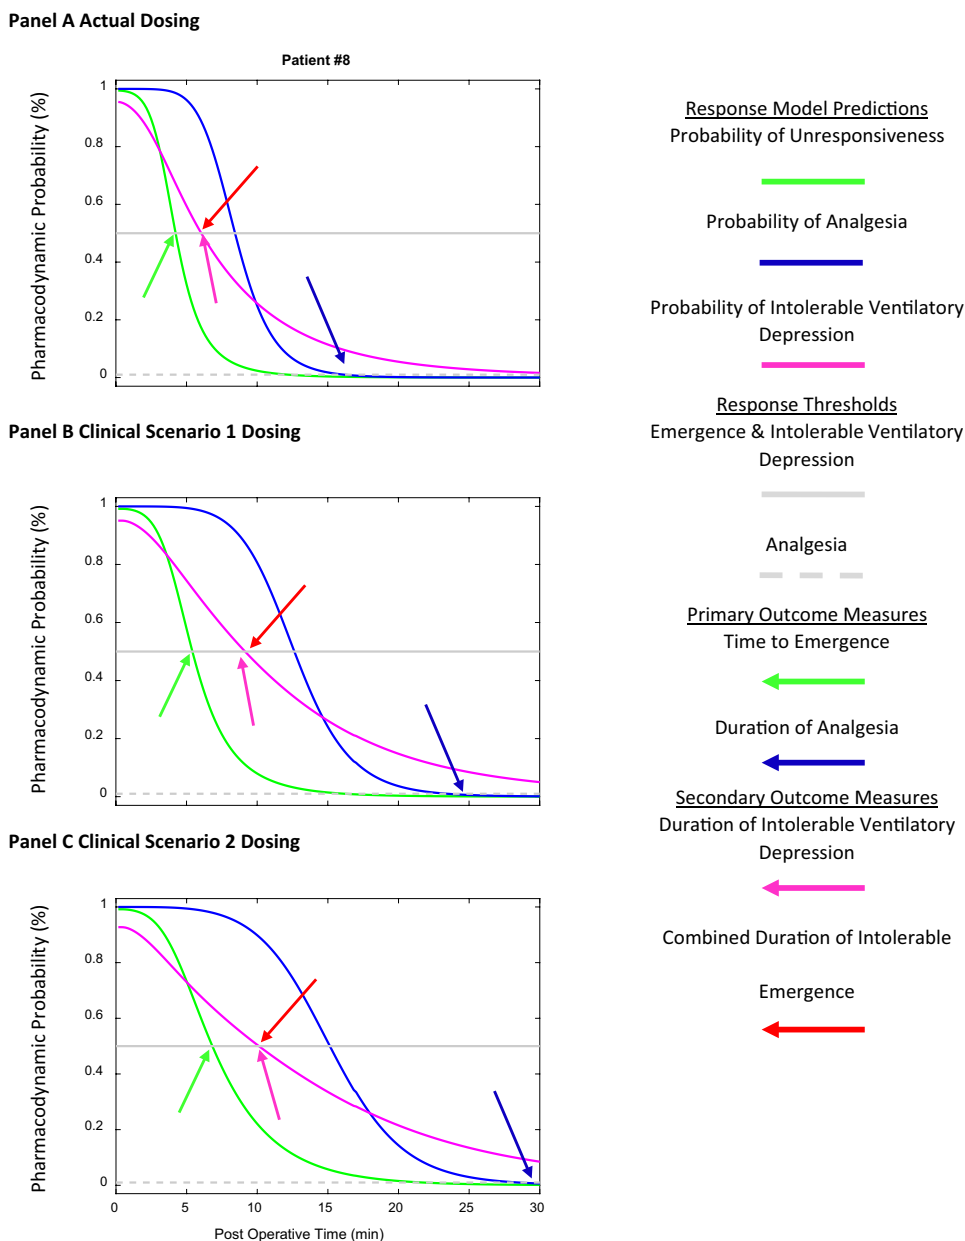 Panel A Actual Dosing
Patient #8
Pharmacodynamic Probability (%)
1
0.8
0.6
0.4
0.2
0
Panel B Clinical Scenario 1 Dosing
Pharmacodynamic Probability (%)
1
0.8
0.6
0.4
0.2
0
Panel C Clinical Scenario 2 Dosing
Pharmacodynamic Probability (%)
1
0.8
0.6
0.4
0.2
0
0 5 10 15 20 25 30
Post Operative Time (min)
Response Model Predictions
Probability of Unresponsiveness
Probability of Analgesia
Probability of Intolerable Ventilatory
Depression
Response Thresholds
Emergence & Intolerable Ventilatory
Depression
Analgesia
Primary Outcome Measures
Time to Emergence
Duration of Analgesia
Secondary Outcome Measures
Duration of Intolerable Ventilatory
Depression
Combined Duration of Intolerable
Emergence